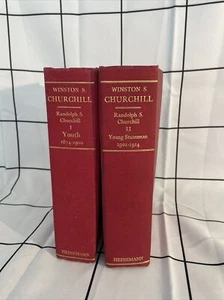 WINSTON S.
CHURCHILL
Randolph S.
Churchill
I
Youth
1874-1900
HEINEMANN
WINSTON S.
CHURCHILL
Randolph S.
Churchill
II
Young Statesman
1901-1914
HEINEMANN